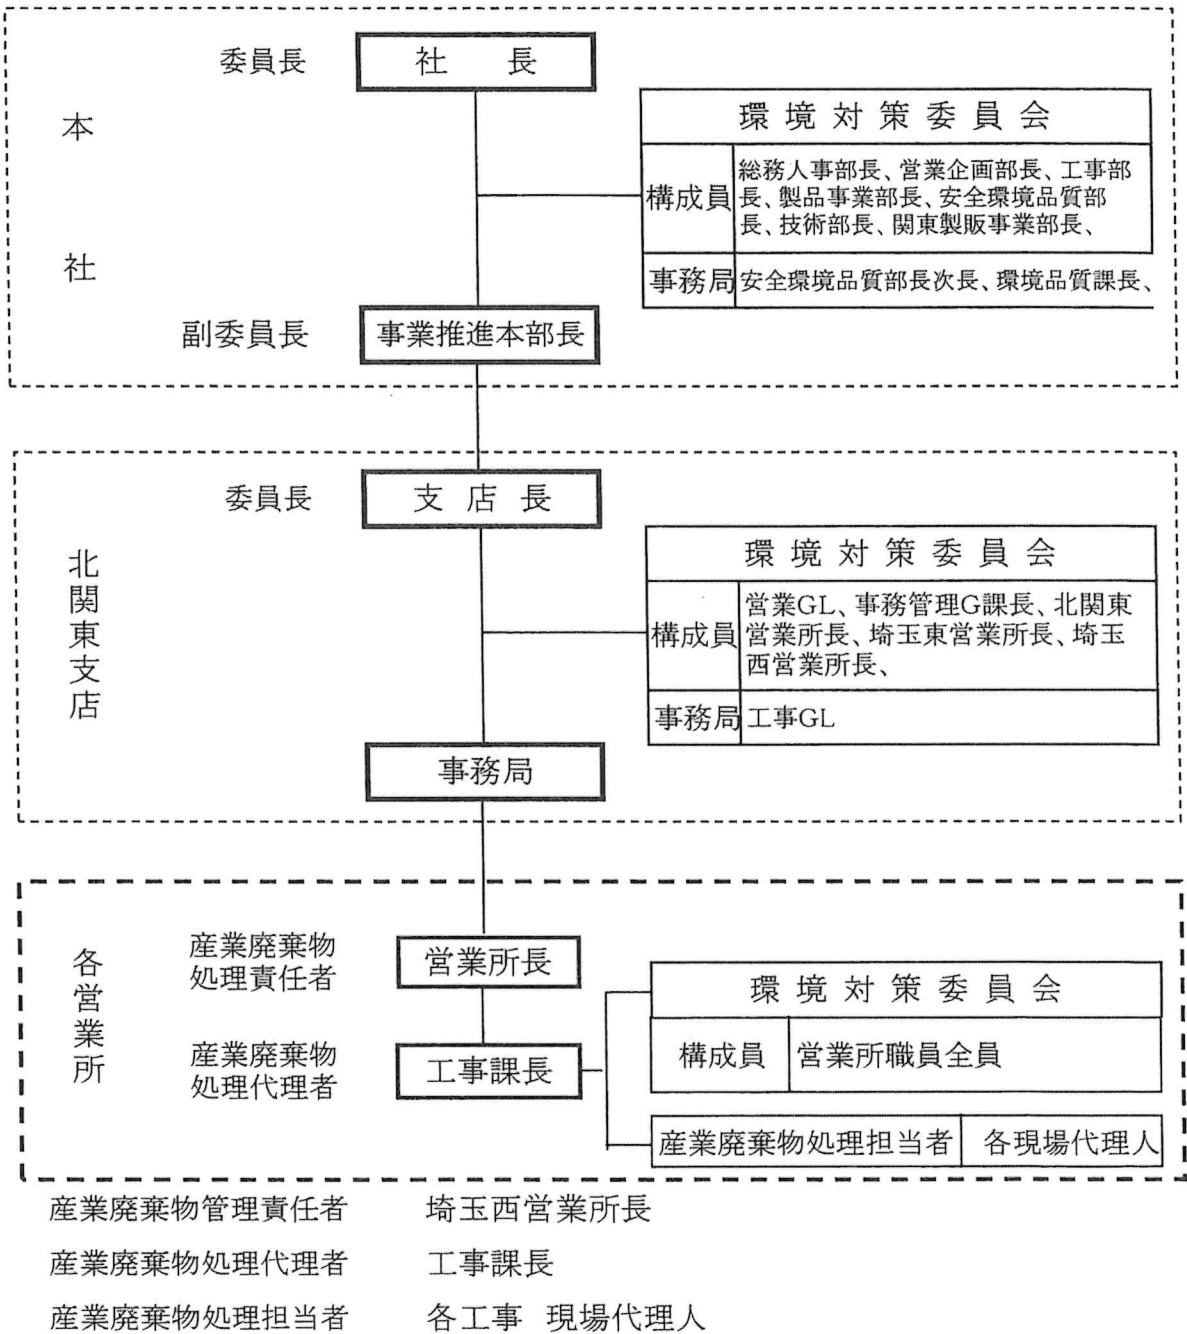 本社
委員長
社長
環境対策委員会
構成員
総務人事部長、営業企画部長、工事部
長、製品事業部長、安全環境品質部
長、技術部長、関東製販事業部長、
事務局
安全環境品質部長次長、環境品質課長、
副委員長
事業推進本部長
北関東支店
委員長
支店長
環境対策委員会
構成員
営業GL、事務管理G課長、北関東
営業所長、埼玉東営業所長、埼玉
西営業所長、
事務局
工事GL
事務局
各営業所
産業廃棄物
処理責任者
営業所長
産業廃棄物
処理代理者
工事課長
環境対策委員会
構成員
営業所職員全員
産業廃棄物処理担当者
各現場代理人
産業廃棄物管理責任者 埼玉西営業所長
産業廃棄物処理代理者 工事課長
産業廃棄物処理担当者 各工事 現場代理人